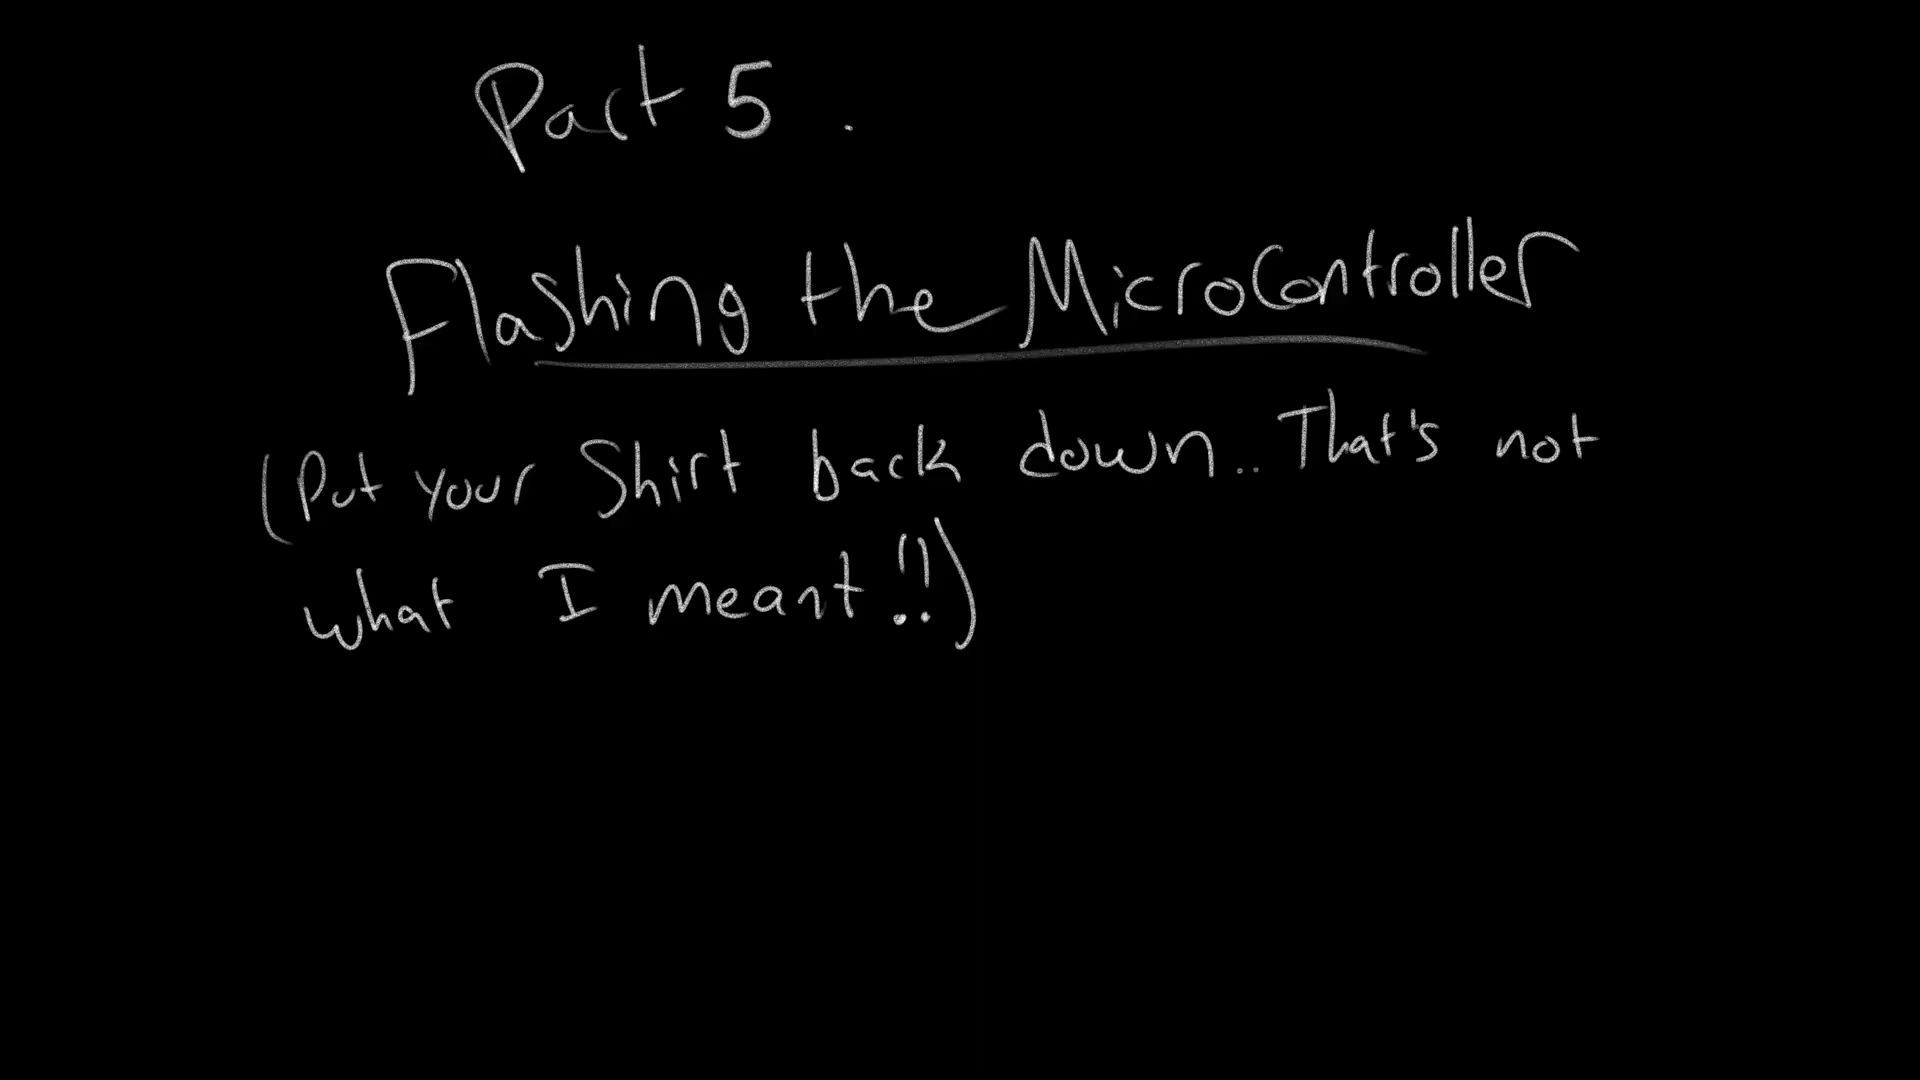 Part 5.
Flashing the MicroController
(Put your Shirt back down.. That's not
what I meant!!)